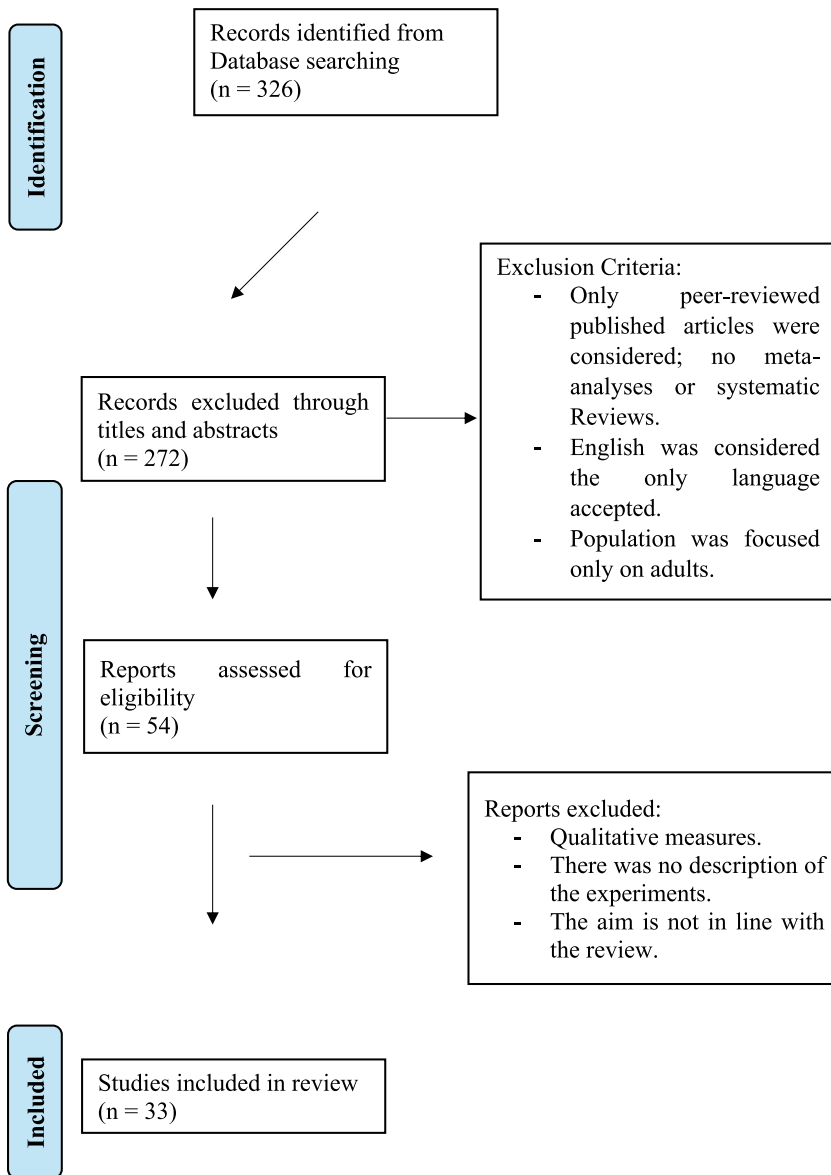 Identification
Records identified from
Database searching
(n = 326)
Exclusion Criteria:
- Only peer-reviewed
published articles were
considered; no meta-
analyses or systematic
Reviews.
- English was considered
the only language
accepted.
- Population was focused
only on adults.
Screening
Records excluded through
titles and abstracts
(n = 272)
Reports assessed for
eligibility
(n = 54)
Reports excluded:
- Qualitative measures.
- There was no description of
the experiments.
- The aim is not in line with
the review.
Included
Studies included in review
(n = 33)